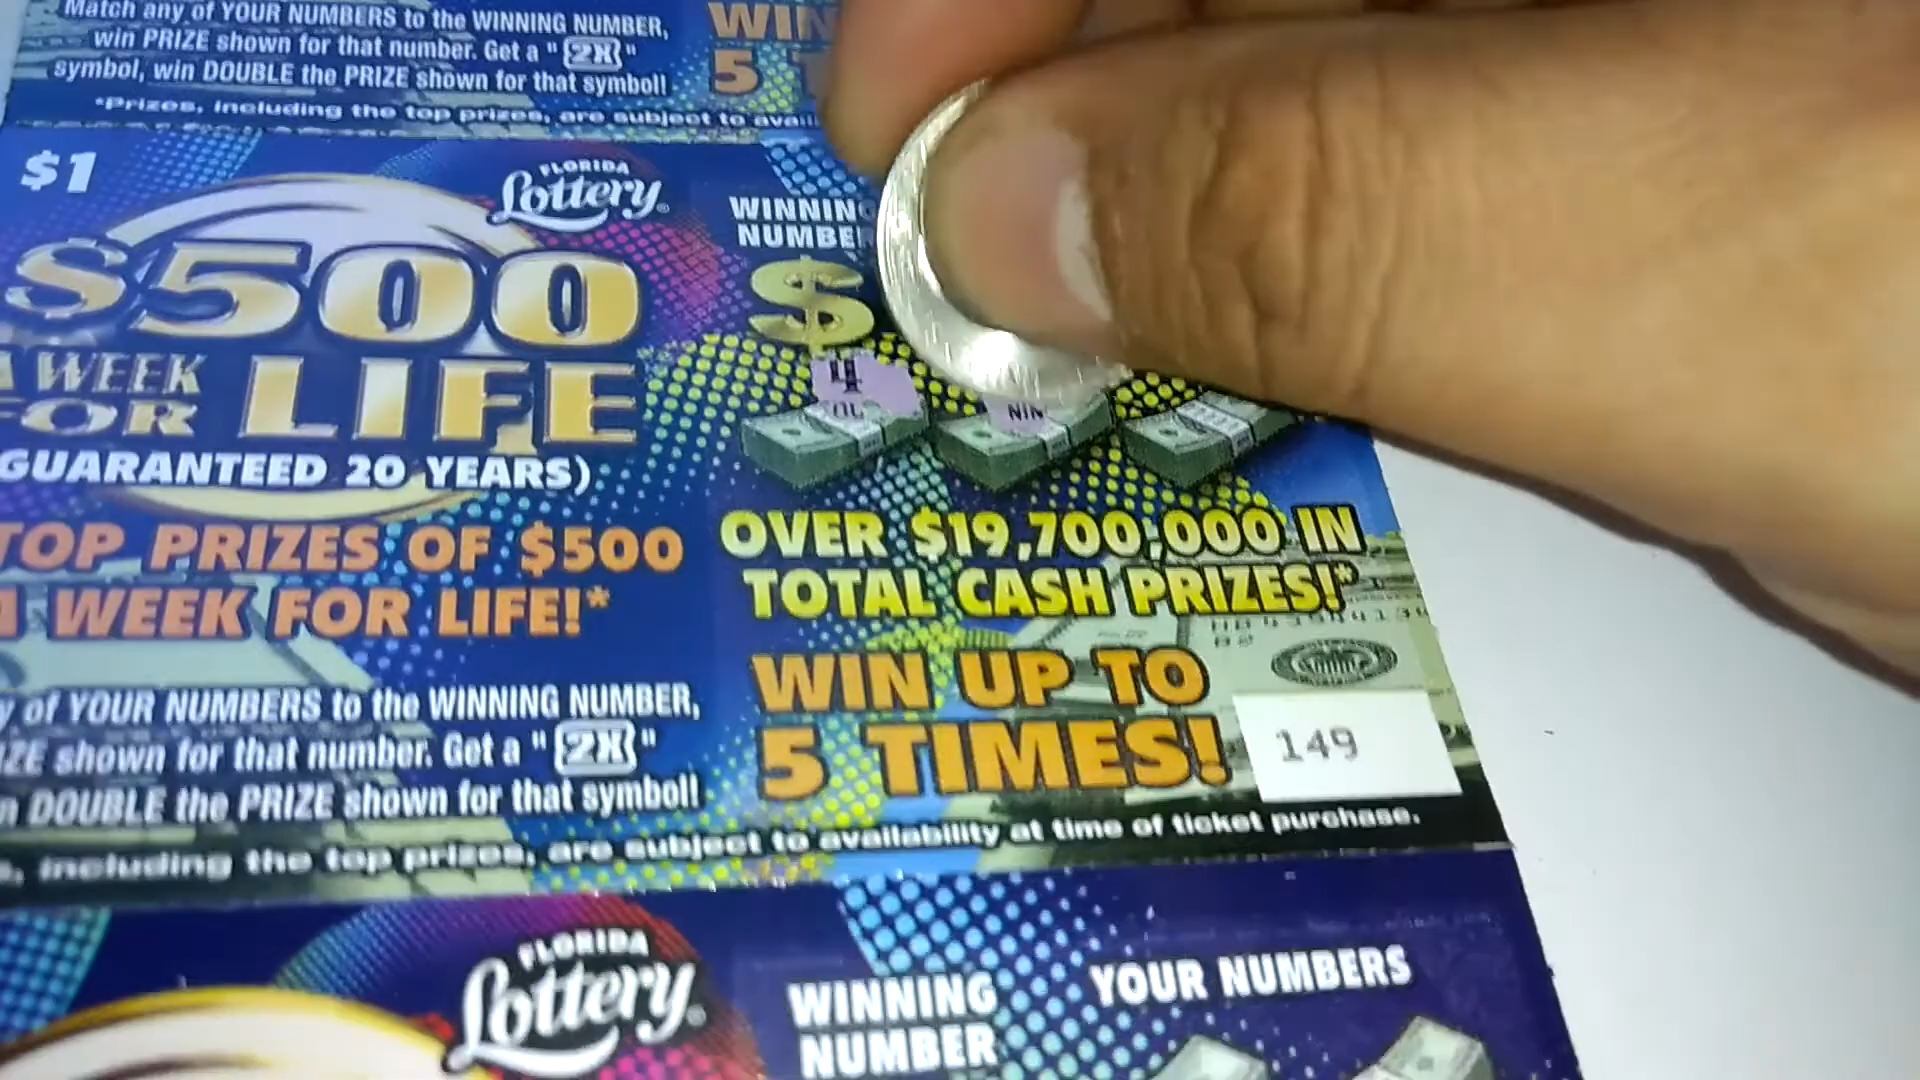 Match any of YOUR NUMBERS to the WINNING NUMBER,
win PRIZE shown for that number. Get a "2X"
symbol, win DOUBLE the PRIZE shown for that symbol!
*Prizes, including the top prizes, are subject to
WIN
5
$1
FLORIDA
Lottery
$500
A WEEK
FOR LIFE
(GUARANTEED 20 YEARS)
TOP PRIZES OF $500
A WEEK FOR LIFE!*
of YOUR NUMBERS to the WINNING NUMBER,
shown for that number. Get a "2X"
DOUBLE the PRIZE shown for that symbol!
including the top prizes, are subject to availability at time of ticket purchase.
WINNING
NUMBER
$
4
NIN
OVER $19,700,000 IN
TOTAL CASH PRIZES!*
WIN UP TO
5 TIMES!
149
FLORIDA
Lottery
WINNING
NUMBER
YOUR NUMBERS